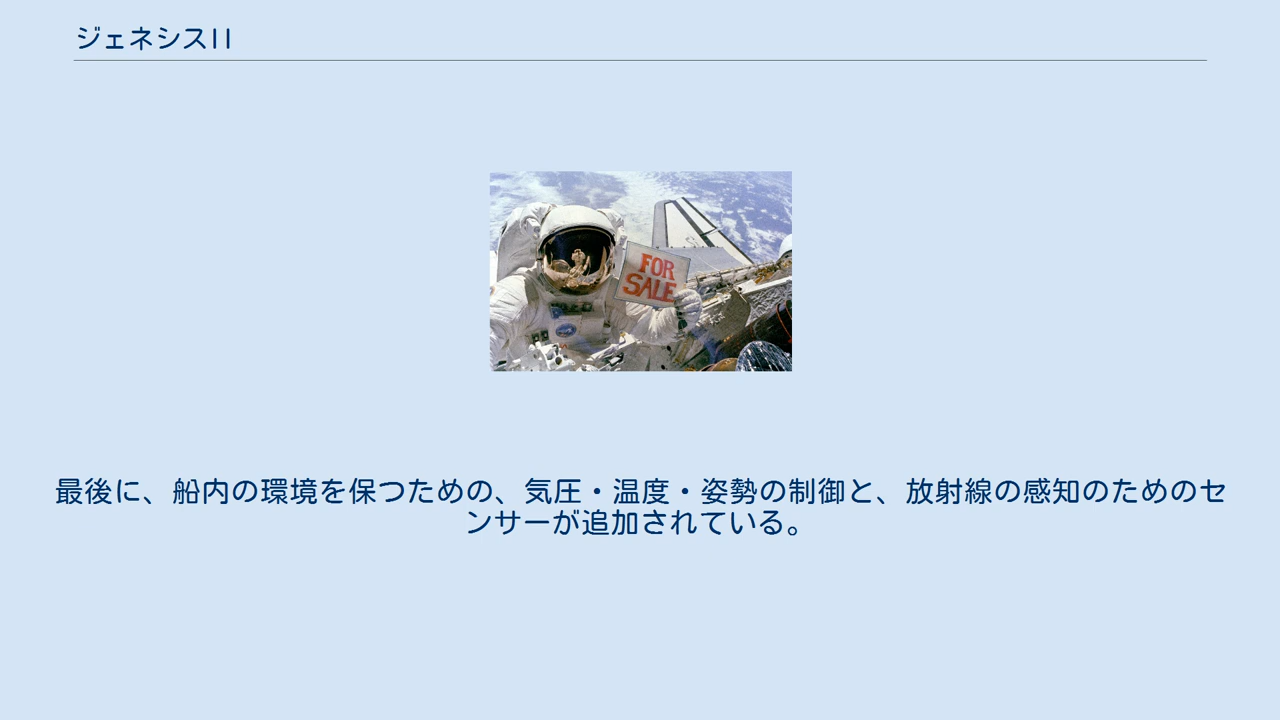 ジェネシスII
FOR
SALE
最後に、船内の環境を保つための、気圧・温度・姿勢の制御と、放射線の感知のためのセ
ンサーが追加されている。